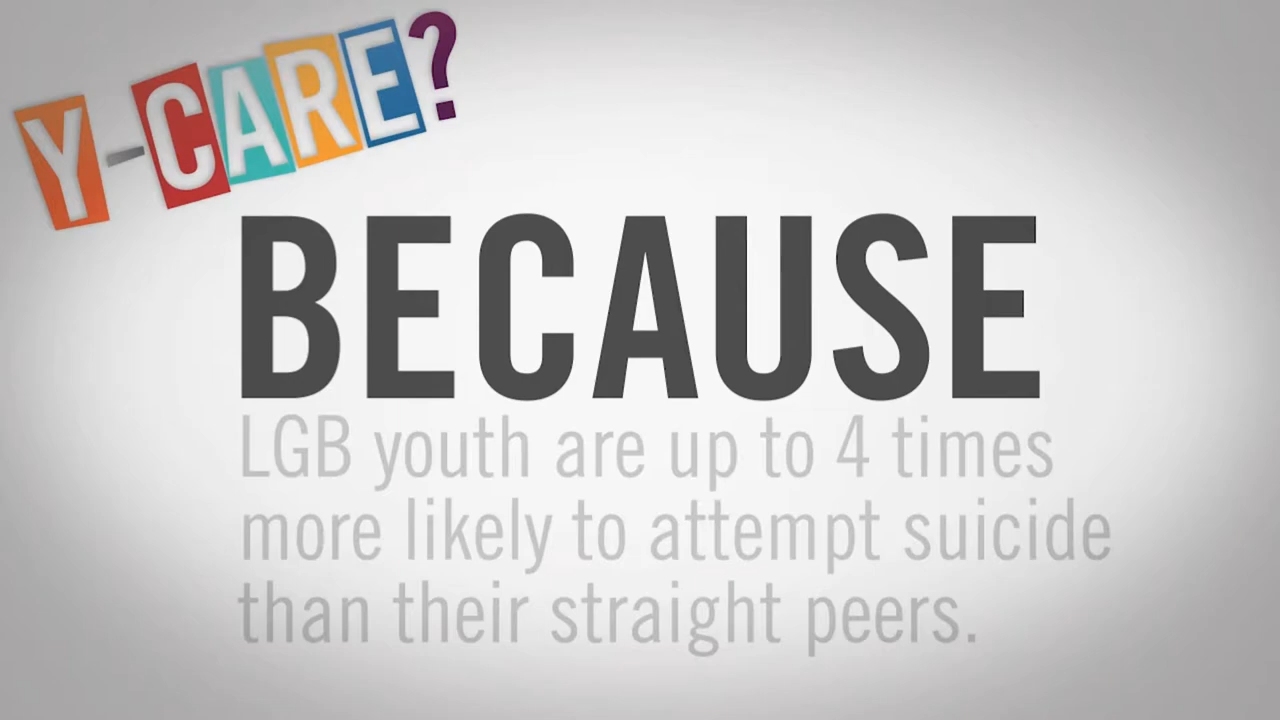 Y-CARE?
BECAUSE
LGB youth are up to 4 times
more likely to attempt suicide
than their straight peers.